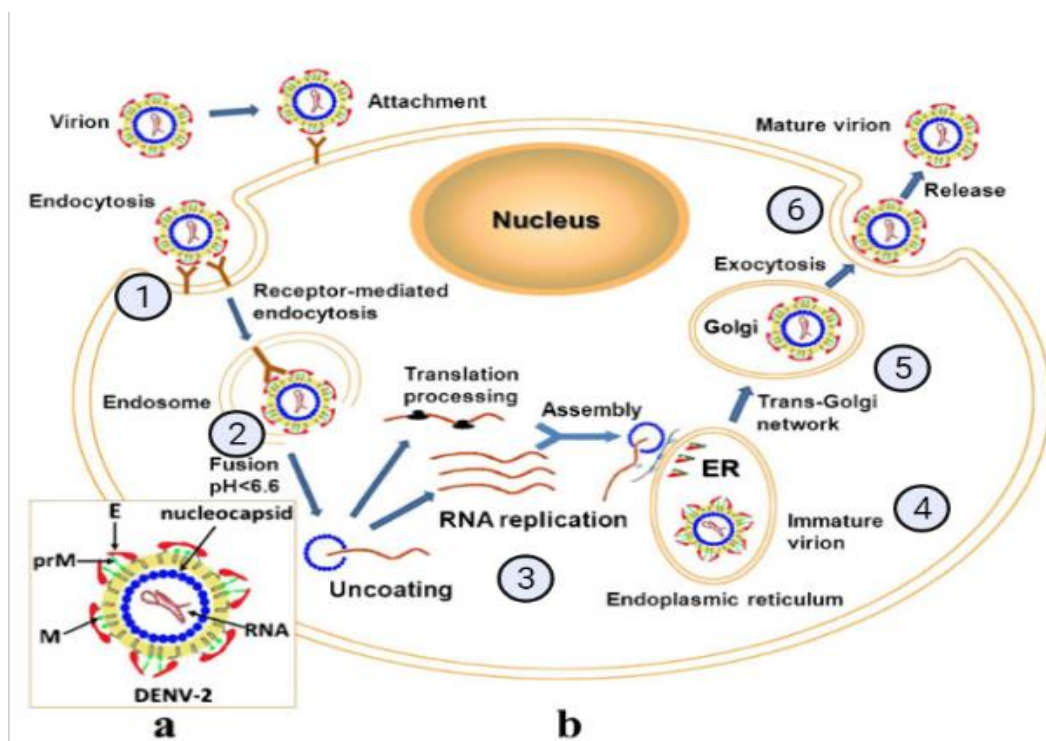 Virion
Attachment
Mature virion
Endocytosis
Release
Nucleus
6
Exocytosis
1
Receptor-mediated
endocytosis
Golgi
5
Endosome
Translation
processing
Assembly
Trans-Golgi
network
2
Fusion
pH<6.6
ER
RNA replication
Immature
virion
4
Uncoating
3
Endoplasmic reticulum
E
nucleocapsid
prM
M
RNA
DENV-2
a
b